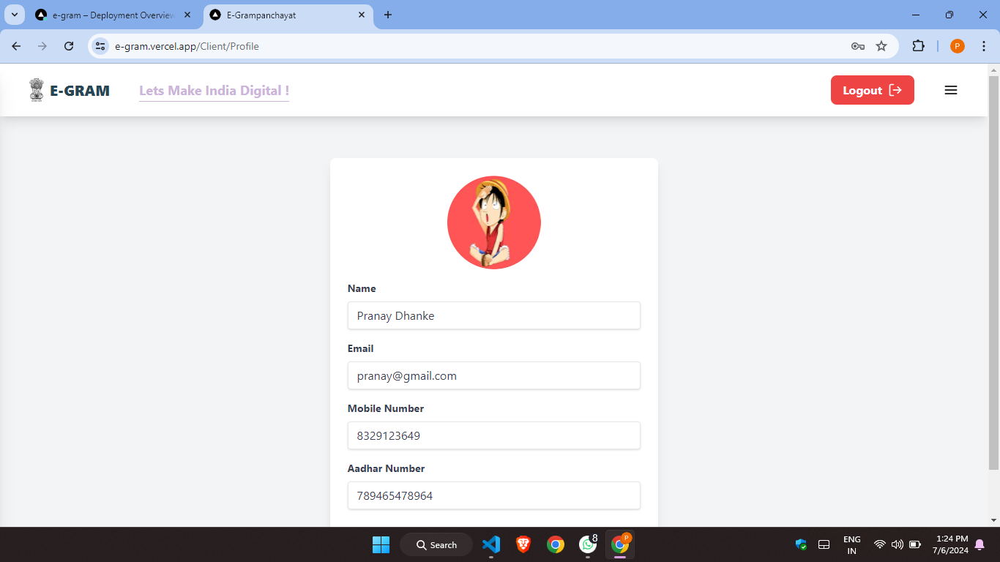 e-gram – Deployment Overview
E-Grampanchayat
e-gram.vercel.app/Client/Profile
P
E-GRAM
Lets Make India Digital !
Logout
Name
Pranay Dhanke
Email
pranay@gmail.com
Mobile Number
8329123649
Aadhar Number
789465478964
Search
8
P
ENG
IN
1:24 PM
7/6/2024